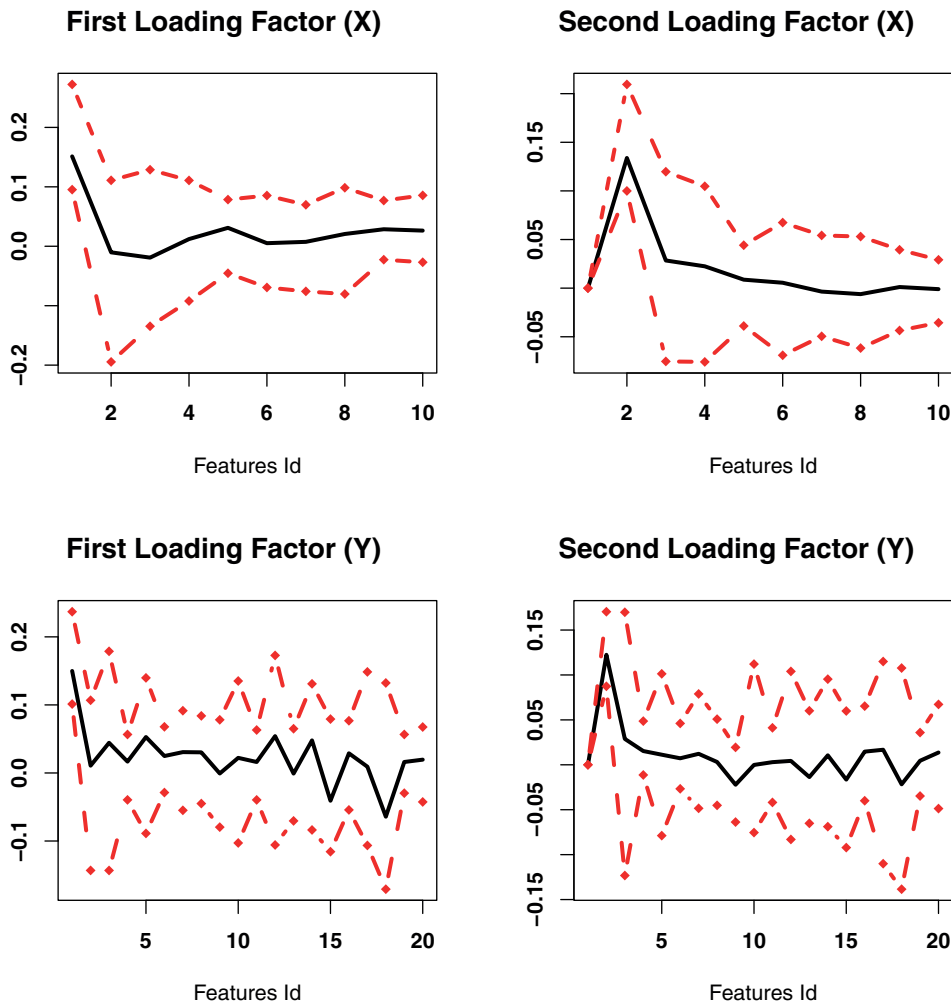 First Loading Factor (X)
0.2
0.1
0.0
−0.2
2 4 6 8 10
Features Id
Second Loading Factor (X)
0.15
0.05
−0.05
2 4 6 8 10
Features Id
First Loading Factor (Y)
0.2
0.1
0.0
−0.1
5 10 15 20
Features Id
Second Loading Factor (Y)
0.15
0.05
−0.05
−0.15
5 10 15 20
Features Id